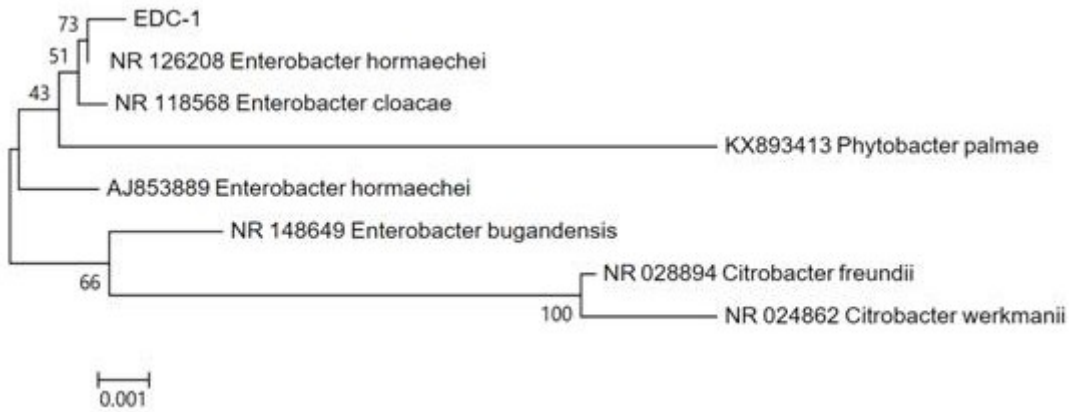 73
EDC-1
51
NR 126208 Enterobacter hormaechei
43
NR 118568 Enterobacter cloacae
KX893413 Phytobacter palmae
AJ853889 Enterobacter hormaechei
NR 148649 Enterobacter bugandensis
66
NR 028894 Citrobacter freundii
100
NR 024862 Citrobacter werkmanii
0.001